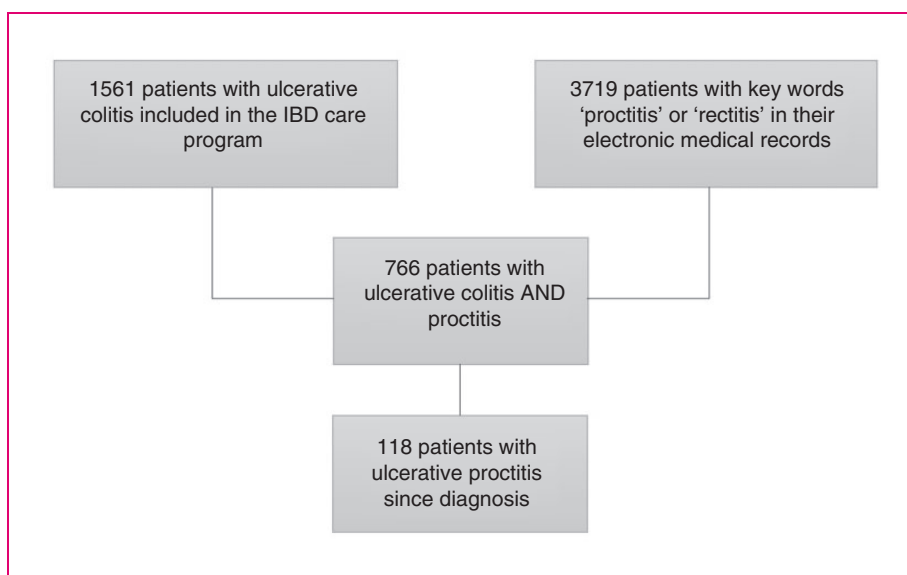 1561 patients with ulcerative
colitis included in the IBD care
program
3719 patients with key words
‘proctitis’ or ‘rectitis’ in their
electronic medical records
766 patients with
ulcerative colitis AND
proctitis
118 patients with
ulcerative proctitis
since diagnosis